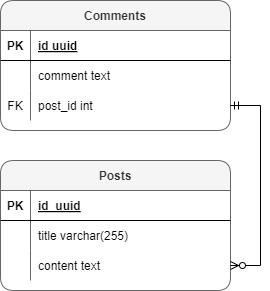 Comments
PK id uuid
comment text
FK post_id int
Posts
PK id_uuid
title varchar(255)
content text